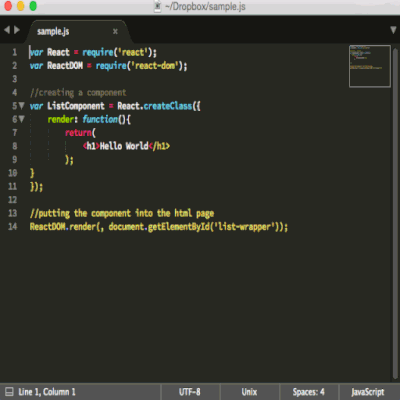 ~/Dropbox/sample.js
sample.js x
1 var React = require('react');
2 var ReactDOM = require('react-dom');
3
4 //creating a component
5 var ListComponent = React.createClass({
6 render: function(){
7 return(
8 <h1>Hello World</h1>
9 );
10 }
11 });
12
13 //putting the component into the html page
14 ReactDOM.render(, document.getElementById('list-wrapper'));
Line 1, Column 1 UTF-8 Unix Spaces: 4 JavaScript